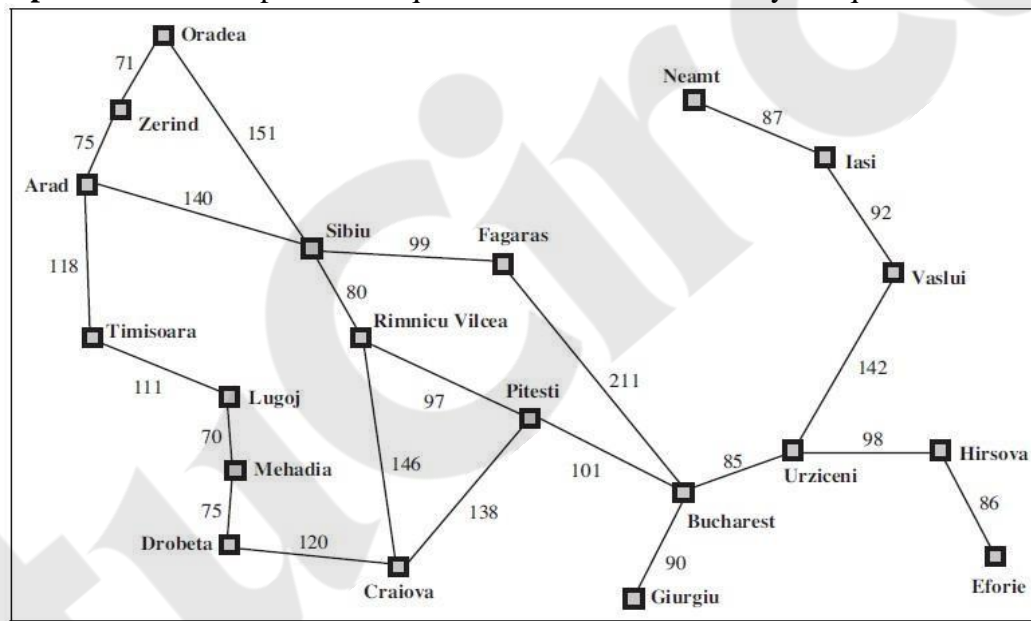 Oradea
71
Neamt
Zerind
87
75
151
Iasi
Arad
140
92
Sibiu
Fagaras
99
118
Vaslui
80
Timisoara
Rimnicu Vilcea
142
111
211
Lugoj
97
Pitesti
70
98
Hirsova
Mehadia
146
101
85
Urziceni
86
75
138
Bucharest
Drobeta
120
90
Craiova
Giurgiu
Eforie